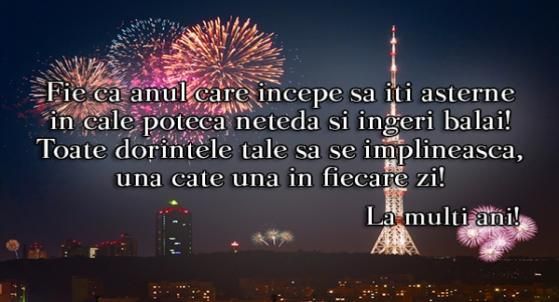 Fie ca anul care incepe sa iti asterne
in cale poteca neteda si ingeri balai!
Toate dorintele tale sa se implineasca,
una cate una in fiecare zi!
La multi ani!